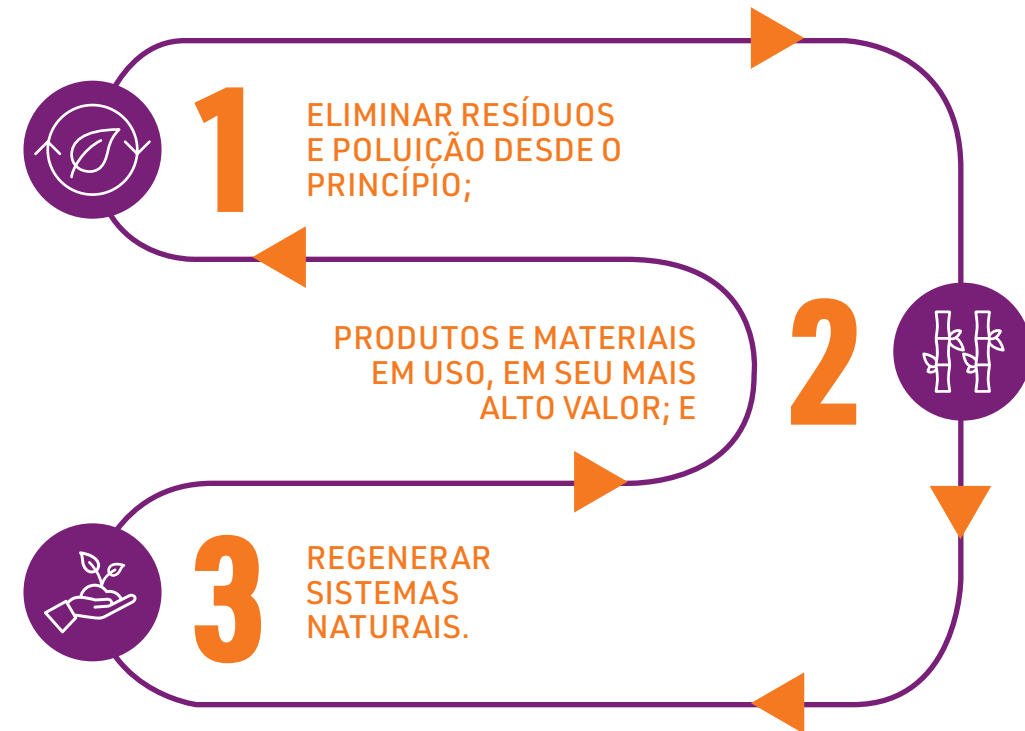 1
ELIMINAR RESÍDUOS
E POLUIÇÃO DESDE O
PRINCÍPIO;
2
PRODUTOS E MATERIAIS
EM USO, EM SEU MAIS
ALTO VALOR; E
3
REGENERAR
SISTEMAS
NATURAIS.